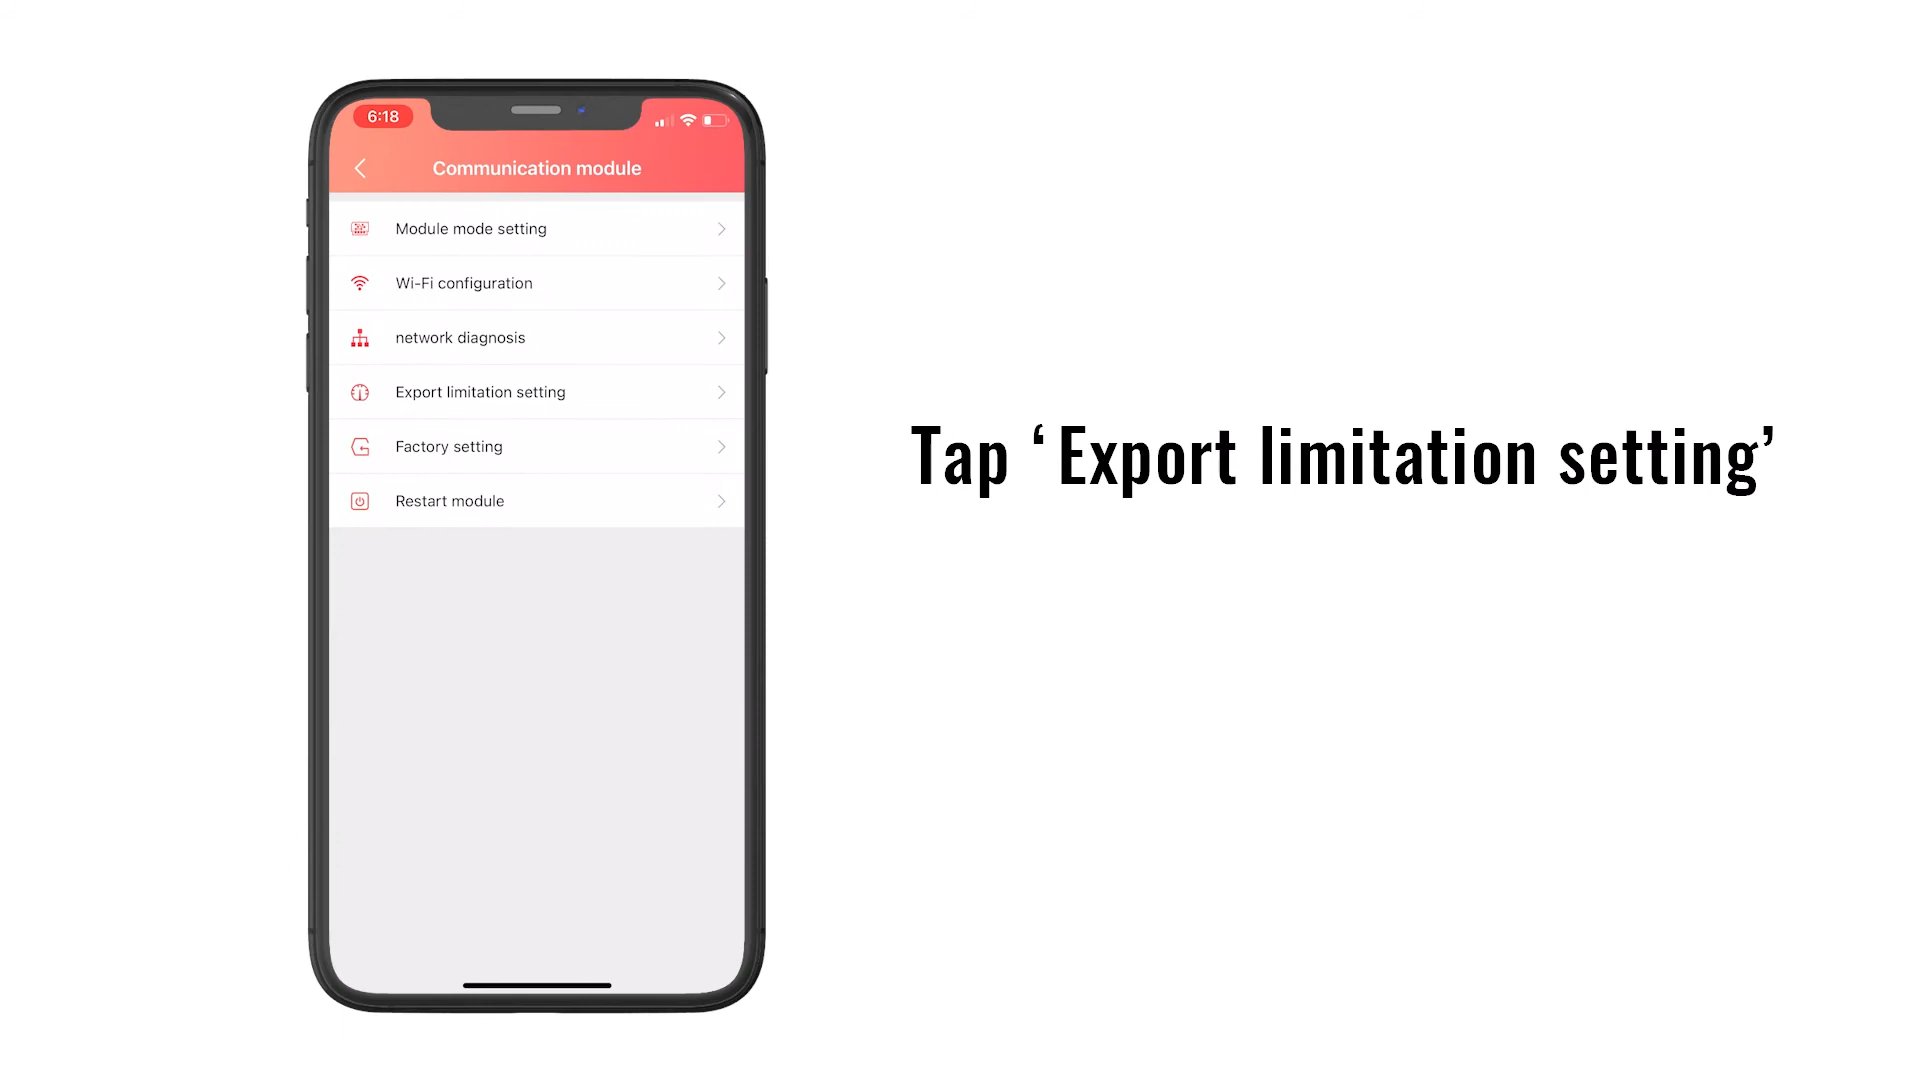 6:18
Communication module
Module mode setting
Wi-Fi configuration
network diagnosis
Export limitation setting
Factory setting
Restart module
Tap ‘Export limitation setting’